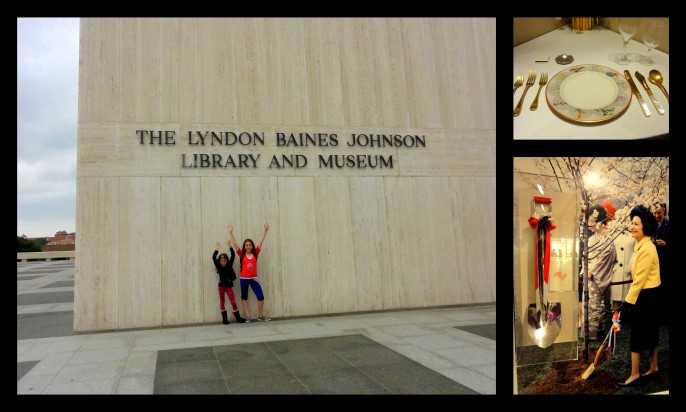 THE LYNDON BAINES JOHNSON
LIBRARY AND MUSEUM